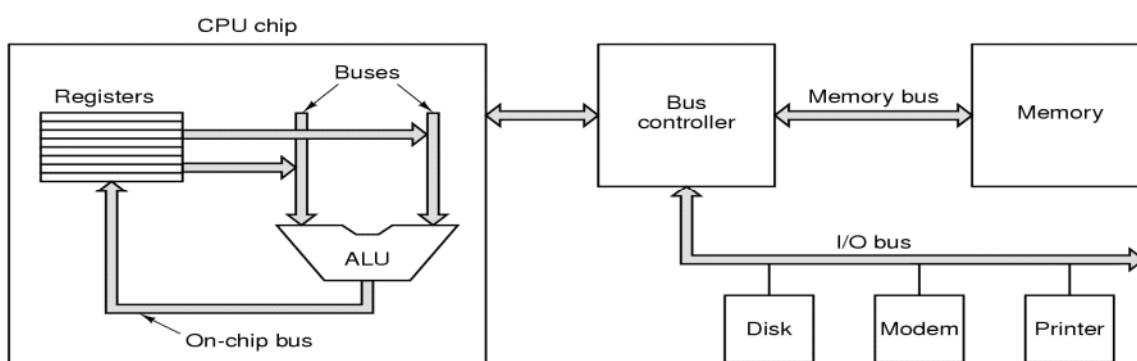 CPU chip
Buses
Registers
ALU
On-chip bus
Bus
controller
Memory bus
Memory
I/O bus
Disk
Modem
Printer